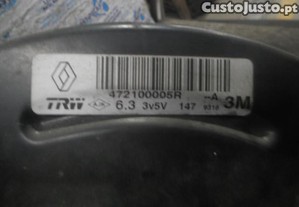 CustoJusto.pt
472100005R
--A
TRW 6.3 3v5V 147 3M